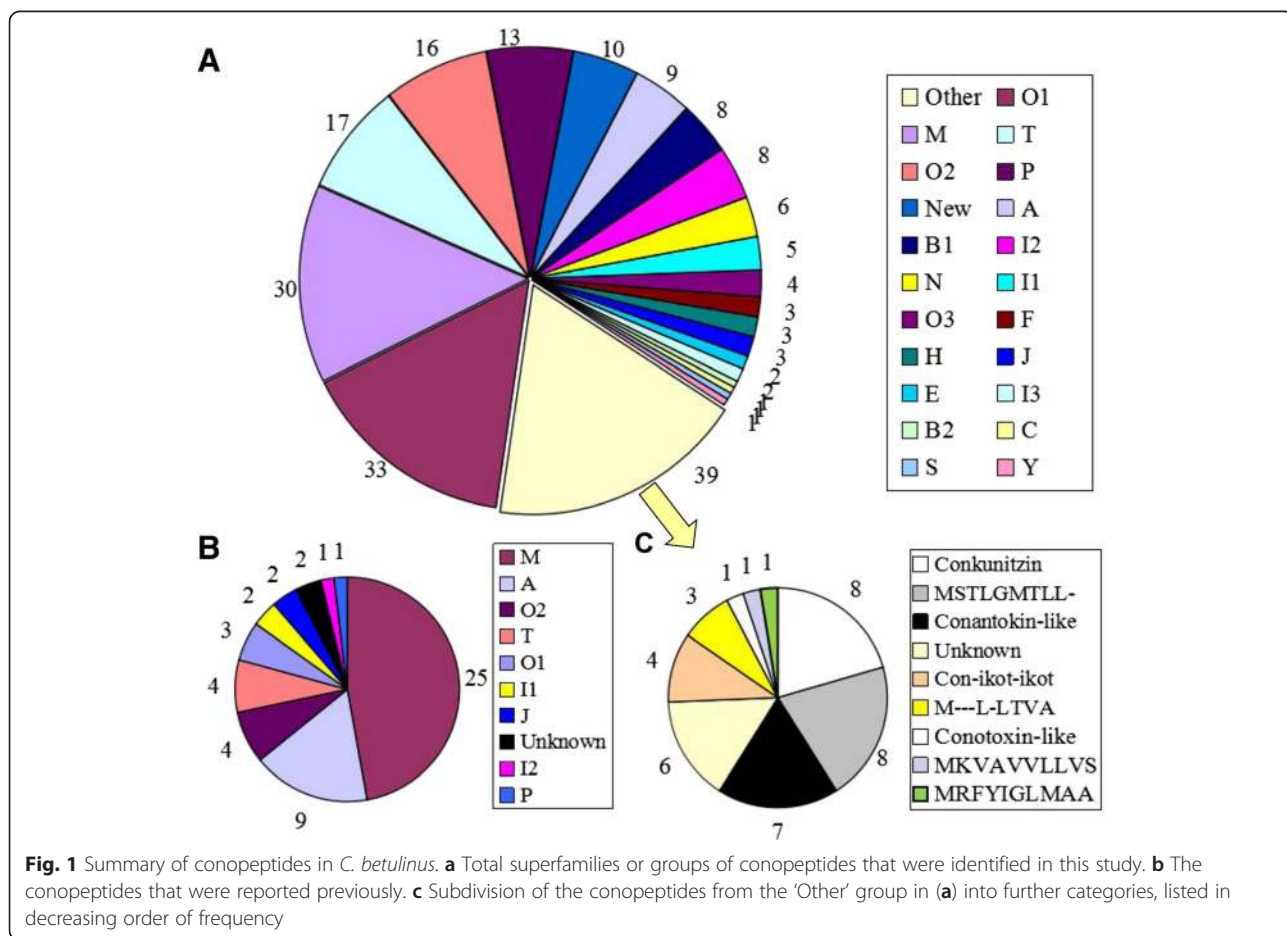 A
16
13
10
9
8
8
6
5
4
3
3
3
2
2
1
1
1
1
39
33
30
17
Other O1
M T
O2 P
New A
B1 I2
N I1
O3 F
H J
E I3
B2 C
S Y
B
25
9
4
4
3
2
2
2
1
1
M
A
O2
T
O1
I1
J
Unknown
I2
P
C
8
8
7
6
4
3
1
1
1
Conkunitzin
MSTLGMTLL-
Conantokin-like
Unknown
Con-ikot-ikot
M---L-LTVA
Conotoxin-like
MKVAVVLLVS
MRFYIGLMAA
Fig. 1 Summary of conopeptides in C. betulinus. a Total superfamilies or groups of conopeptides that were identified in this study. b The
conopeptides that were reported previously. c Subdivision of the conopeptides from the 'Other' group in (a) into further categories, listed in
decreasing order of frequency